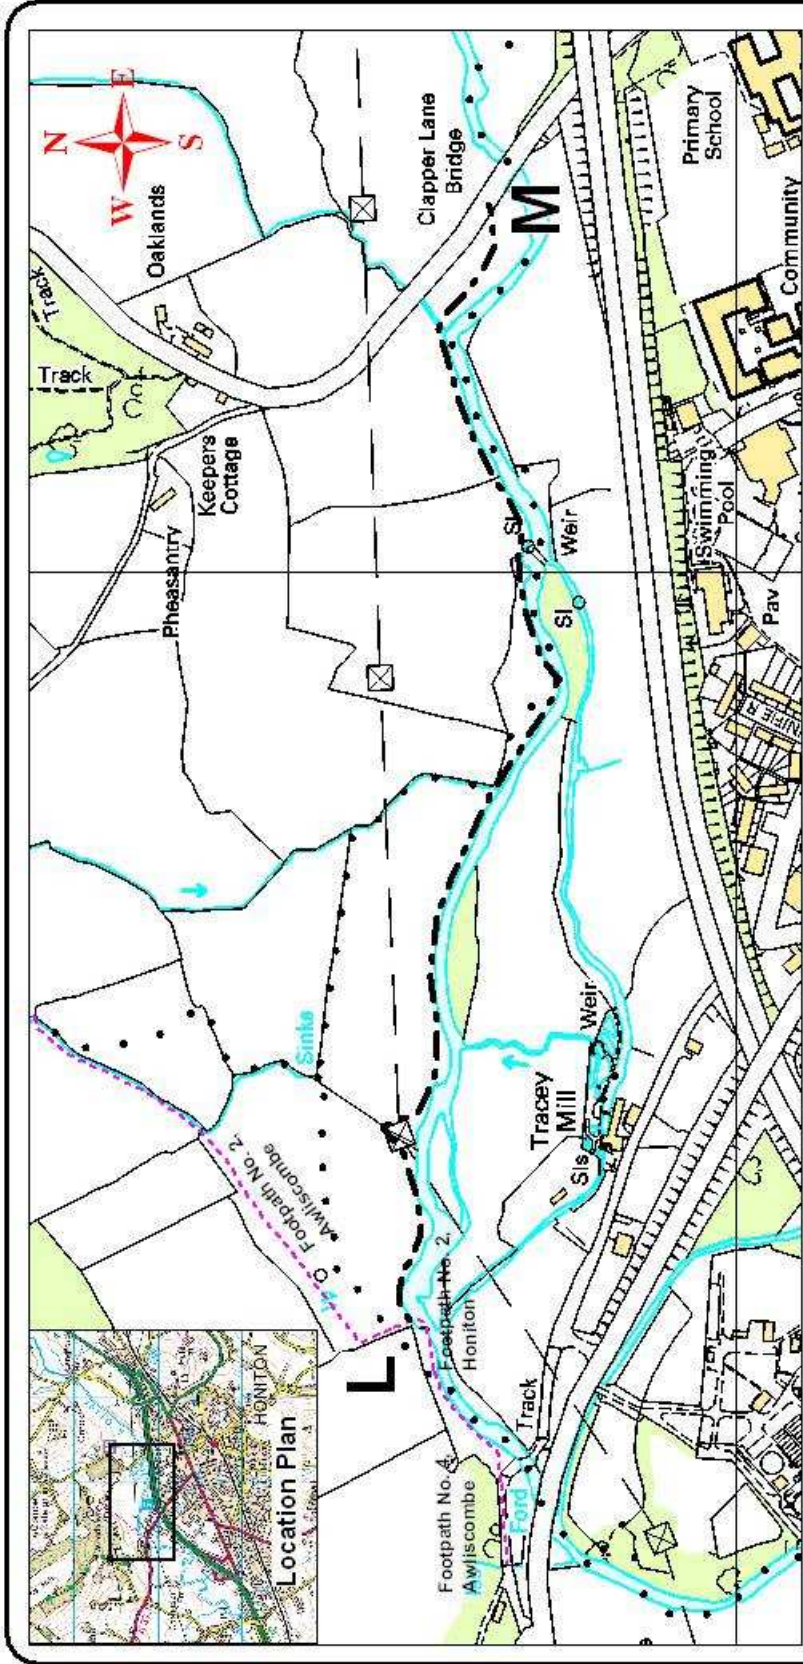 N
E
S
W
Track
Track
Oaklands
Clapper Lane
Bridge
M
Primary
School
Community
Keepers
Cottage
Pheasantry
Sl
Weir
Sl
Swimming
Pool
Pav
Sinks
Footpath No. 2,
Awliscombe
Tracey
Mill
Weir
Sls
L
Footpath No. 2,
Honiton
Track
Footpath No. 4,
Awliscombe
Ford
HONITON
Location Plan